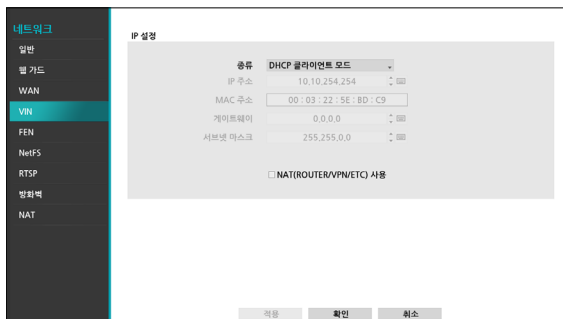 네트워크
일반
웹 가드
WAN
VIN
FEN
NetFS
RTSP
방화벽
NAT
IP 설정
종류 DHCP 클라이언트 모드
IP 주소 10,10,254,254
MAC 주소 00 : 03 : 22 : 5E : BD : C9
게이트웨이 0,0,0,0
서브넷 마스크 255,255,0,0
NAT(ROUTER/VPN/ETC) 사용
적용 확인 취소